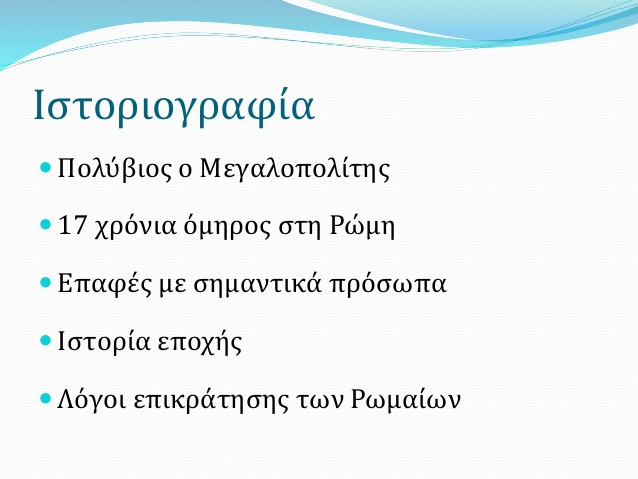 Ιστοριογραφία
Πολύβιος ο Μεγαλοπολίτης
17 χρόνια όμηρος στη Ρώμη
Επαφές με σημαντικά πρόσωπα
Ιστορία εποχής
Λόγοι επικράτησης των Ρωμαίων